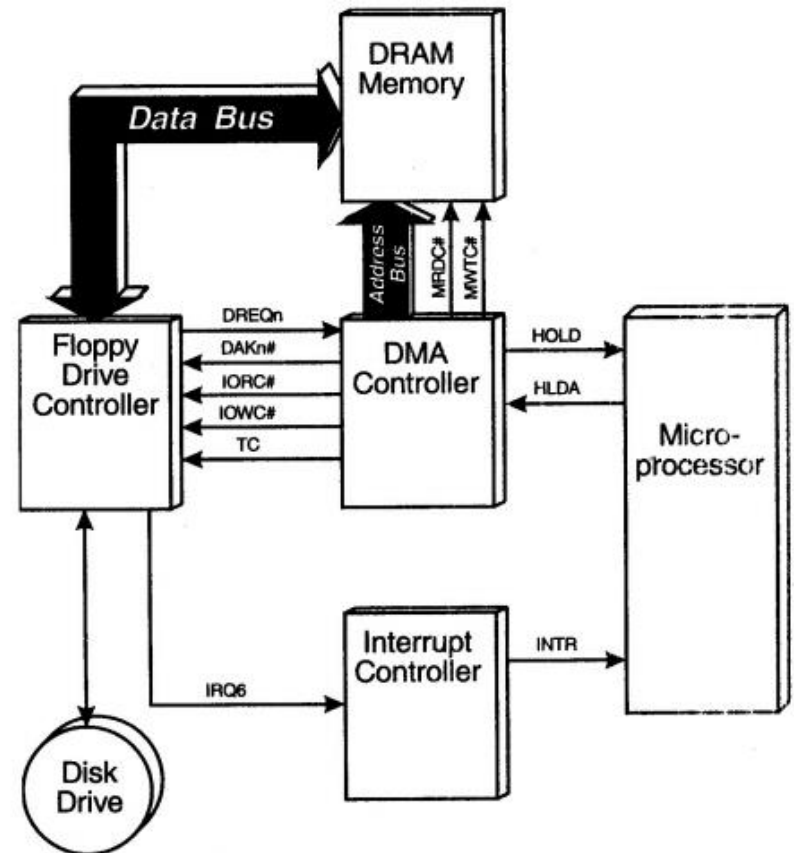 DRAM
Memory
Data Bus
Address
Bus
MRDC#
MWTC#
Floppy
Drive
Controller
DREQn
DAKn#
IORC#
IOWC#
TC
DMA
Controller
HOLD
HLDA
Micro-
processor
Interrupt
Controller
INTR
IRQ6
Disk
Drive